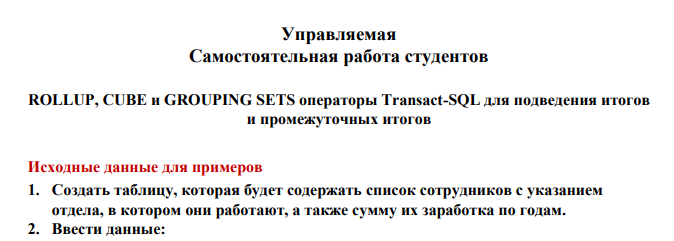 Управляемая
Самостоятельная работа студентов
ROLLUP, CUBE и GROUPING SETS операторы Transact-SQL для подведения итогов
и промежуточных итогов
Исходные данные для примеров
1. Создать таблицу, которая будет содержать список сотрудников с указанием
отдела, в котором они работают, а также сумму их заработка по годам.
2. Ввести данные: